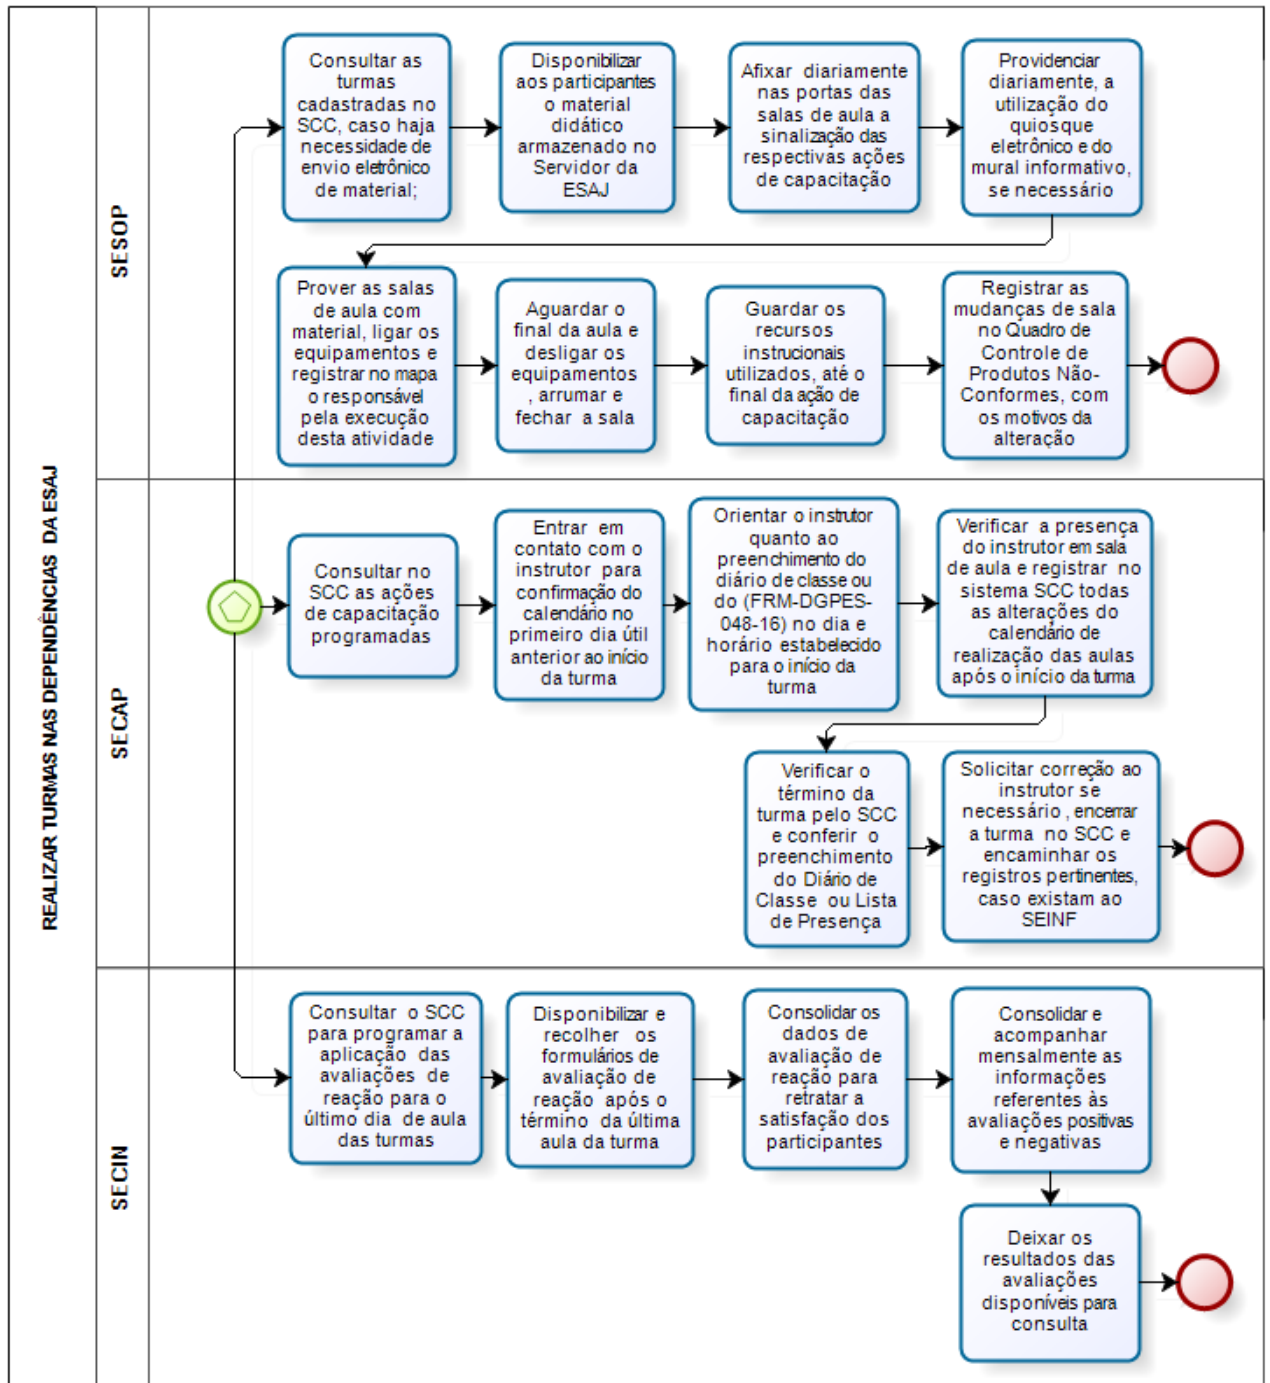 REALIZAR TURMAS NAS DEPENDÊNCIAS DA ESAJ
SESOP
Consultar as
turmas
cadastradas no
SCC, caso haja
necessidade de
envio eletrônico
de material;
Disponibilizar
aos participantes
o material
didático
armazenado no
Servidor da
ESAJ
Afixar diariamente
nas portas das
salas de aula a
sinalização das
respectivas ações
de capacitação
Providenciar
diariamente, a
utilização do
quiosque
eletrônico e do
mural informativo,
se necessário
Prover as salas
de aula com
material, ligar os
equipamentos e
registrar no mapa
o responsável
pela execução
desta atividade
Aguardar o
final da aula e
desligar os
equipamentos
, arrumar e
fechar a sala
Guardar os
recursos
instrucionais
utilizados, até o
final da ação de
capacitação
Registrar as
mudanças de sala
no Quadro de
Controle de
Produtos Não-
Conformes, com
os motivos da
alteração
SECAP
Consultar no
SCC as ações
de capacitação
programadas
Entrar em
contato com o
instrutor para
confirmação do
calendário no
primeiro dia útil
anterior ao início
da turma
Orientar o instrutor
quanto ao
preenchimento do
diário de classe ou
do (FRM-DGPES-
048-16) no dia e
horário estabelecido
para o início da
turma
Verificar a presença
do instrutor em sala
de aula e registrar no
sistema SCC todas
as alterações do
calendário de
realização das aulas
após o início da turma
Verificar o
término da
turma pelo SCC
e conferir o
preenchimento
do Diário de
Classe ou Lista
de Presença
Solicitar correção ao
instrutor se
necessário , encerrar
a turma no SCC e
encaminhar os
registros pertinentes,
caso existam ao
SEINF
SECIN
Consultar o SCC
para programar a
aplicação das
avaliações de
reação para o
último dia de aula
das turmas
Disponibilizar e
recolher os
formulários de
avaliação de
reação após o
término da última
aula da turma
Consolidar os
dados de
avaliação de
reação para
retratar a
satisfação dos
participantes
Consolidar e
acompanhar
mensalmente as
informações
referentes às
avaliações positivas
e negativas
Deixar os
resultados das
avaliações
disponíveis para
consulta